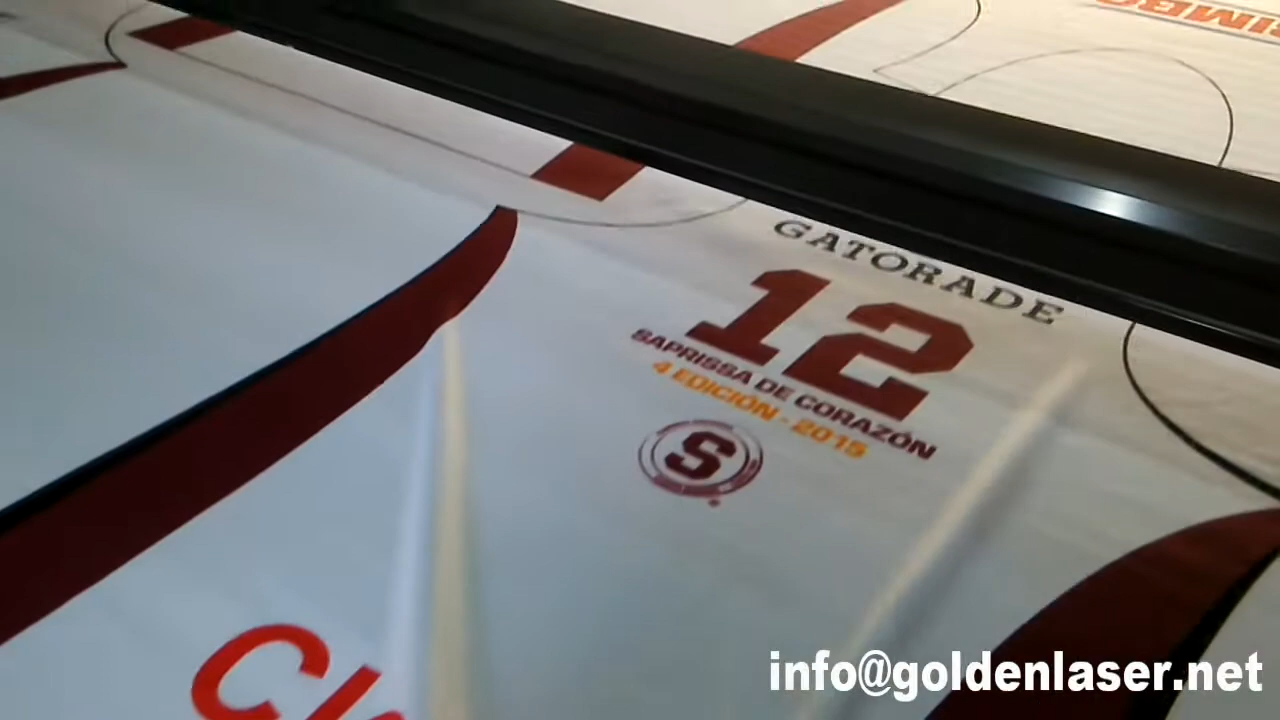 GATORADE
12
SAPRISSA DE CORAZÓN
4 EDICIÓN - 2015
S
info@goldenlaser.net